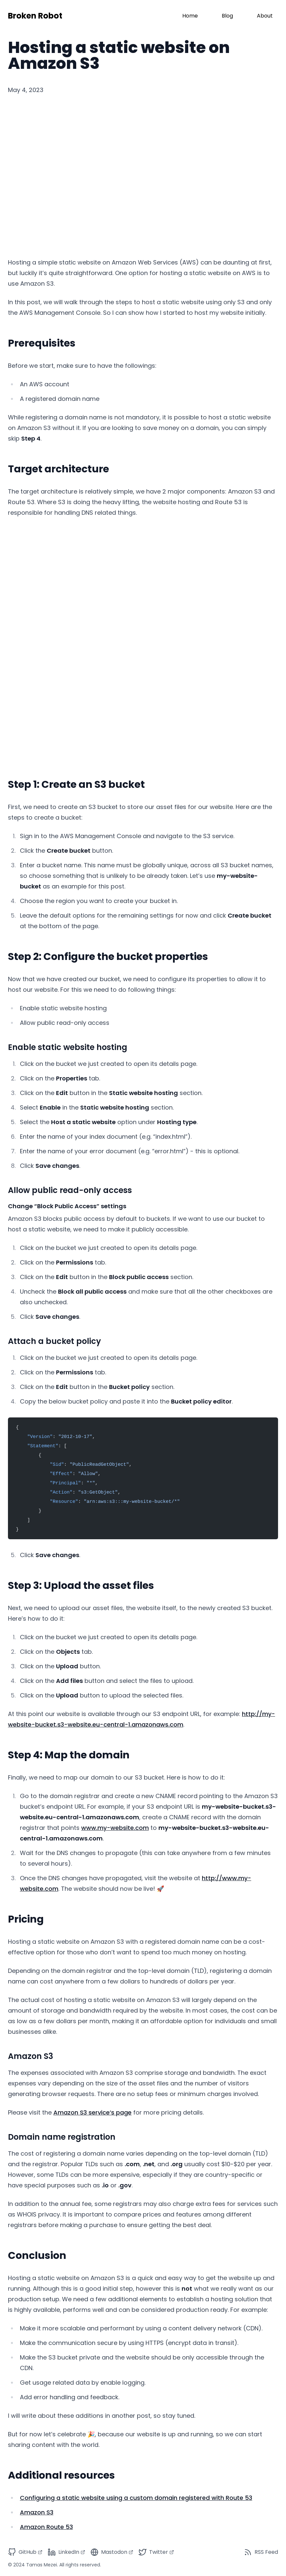 Broken Robot
Home Blog About
Hosting a static website on
Amazon S3
May 4, 2023
Hosting a simple static website on Amazon Web Services (AWS) can be daunting at first,
but luckily it's quite straightforward. One option for hosting a static website on AWS is to
use Amazon S3.
In this post, we will walk through the steps to host a static website using only S3 and only
the AWS Management Console. So I can show how I started to host my website initially.
Prerequisites
Before we start, make sure to have the followings:
An AWS account
A registered domain name
While registering a domain name is not mandatory, it is possible to host a static website
on Amazon S3 without it. If you are looking to save money on a domain, you can simply
skip Step 4.
Target architecture
The target architecture is relatively simple, we have 2 major components: Amazon S3 and
Route 53. Where S3 is doing the heavy lifting, the website hosting and Route 53 is
responsible for handling DNS related things.
Step 1: Create an S3 bucket
First, we need to create an S3 bucket to store our asset files for our website. Here are the
steps to create a bucket:
1. Sign in to the AWS Management Console and navigate to the S3 service.
2. Click the Create bucket button.
3. Enter a bucket name. This name must be globally unique, across all S3 bucket names,
so choose something that is unlikely to be already taken. Let's use my-website-
bucket as an example for this post.
4. Choose the region you want to create your bucket in.
5. Leave the default options for the remaining settings for now and click Create bucket
at the bottom of the page.
Step 2: Configure the bucket properties
Now that we have created our bucket, we need to configure its properties to allow it to
host our website. For this we need to do following things:
Enable static website hosting
Allow public read-only access
Enable static website hosting
1. Click on the bucket we just created to open its details page.
2. Click on the Properties tab.
3. Click on the Edit button in the Static website hosting section.
4. Select Enable in the Static website hosting section.
5. Select the Host a static website option under Hosting type.
6. Enter the name of your index document (e.g. "index.html").
7. Enter the name of your error document (e.g. "error.html") - this is optional.
8. Click Save changes.
Allow public read-only access
Change "Block Public Access" settings
Amazon S3 blocks public access by default to buckets. If we want to use our bucket to
host a static website, we need to make it publicly accessible.
1. Click on the bucket we just created to open its details page.
2. Click on the Permissions tab.
3. Click on the Edit button in the Block public access section.
4. Uncheck the Block all public access and make sure that all the other checkboxes are
also unchecked.
5. Click Save changes.
Attach a bucket policy
1. Click on the bucket we just created to open its details page.
2. Click on the Permissions tab.
3. Click on the Edit button in the Bucket policy section.
4. Copy the below bucket policy and paste it into the Bucket policy editor.
{
"Version": "2012-10-17",
"Statement": [
{
"Sid": "PublicReadGetObject",
"Effect": "Allow",
"Principal": "*",
"Action": "s3:GetObject",
"Resource": "arn:aws:s3:::my-website-bucket/*"
}
]
}
5. Click Save changes.
Step 3: Upload the asset files
Next, we need to upload our asset files, the website itself, to the newly created S3 bucket.
Here's how to do it:
1. Click on the bucket we just created to open its details page.
2. Click on the Objects tab.
3. Click on the Upload button.
4. Click on the Add files button and select the files to upload.
5. Click on the Upload button to upload the selected files.
At this point our website is available through our S3 endpoint URL, for example: http://my-
website-bucket.s3-website.eu-central-1.amazonaws.com.
Step 4: Map the domain
Finally, we need to map our domain to our S3 bucket. Here is how to do it:
1. Go to the domain registrar and create a new CNAME record pointing to the Amazon S3
bucket's endpoint URL. For example, if your S3 endpoint URL is my-website-bucket.s3-
website.eu-central-1.amazonaws.com, create a CNAME record with the domain
registrar that points www.my-website.com to my-website-bucket.s3-website.eu-
central-1.amazonaws.com.
2. Wait for the DNS changes to propagate (this can take anywhere from a few minutes
to several hours).
3. Once the DNS changes have propagated, visit the website at http://www.my-
website.com. The website should now be live! 🚀
Pricing
Hosting a static website on Amazon S3 with a registered domain name can be a cost-
effective option for those who don't want to spend too much money on hosting.
Depending on the domain registrar and the top-level domain (TLD), registering a domain
name can cost anywhere from a few dollars to hundreds of dollars per year.
The actual cost of hosting a static website on Amazon S3 will largely depend on the
amount of storage and bandwidth required by the website. In most cases, the cost can be
as low as a few dollars per month, making it an affordable option for individuals and small
businesses alike.
Amazon S3
The expenses associated with Amazon S3 comprise storage and bandwidth. The exact
expenses vary depending on the size of the asset files and the number of visitors
generating browser requests. There are no setup fees or minimum charges involved.
Please visit the Amazon S3 service's page for more pricing details.
Domain name registration
The cost of registering a domain name varies depending on the top-level domain (TLD)
and the registrar. Popular TLDs such as .com, .net, and .org usually cost $10-$20 per year.
However, some TLDs can be more expensive, especially if they are country-specific or
have special purposes such as .io or .gov.
In addition to the annual fee, some registrars may also charge extra fees for services such
as WHOIS privacy. It is important to compare prices and features among different
registrars before making a purchase to ensure getting the best deal.
Conclusion
Hosting a static website on Amazon S3 is a quick and easy way to get the website up and
running. Although this is a good initial step, however this is not what we really want as our
production setup. We need a few additional elements to establish a hosting solution that
is highly available, performs well and can be considered production ready. For example:
Make it more scalable and performant by using a content delivery network (CDN).
Make the communication secure by using HTTPS (encrypt data in transit).
Make the S3 bucket private and the website should be only accessible through the
CDN.
Get usage related data by enable logging.
Add error handling and feedback.
I will write about these additions in another post, so stay tuned.
But for now let's celebrate 🎉, because our website is up and running, so we can start
sharing content with the world.
Additional resources
Configuring a static website using a custom domain registered with Route 53
Amazon S3
Amazon Route 53
GitHub LinkedIn Mastodon Twitter RSS Feed
© 2024 Tamas Mezei. All rights reserved.